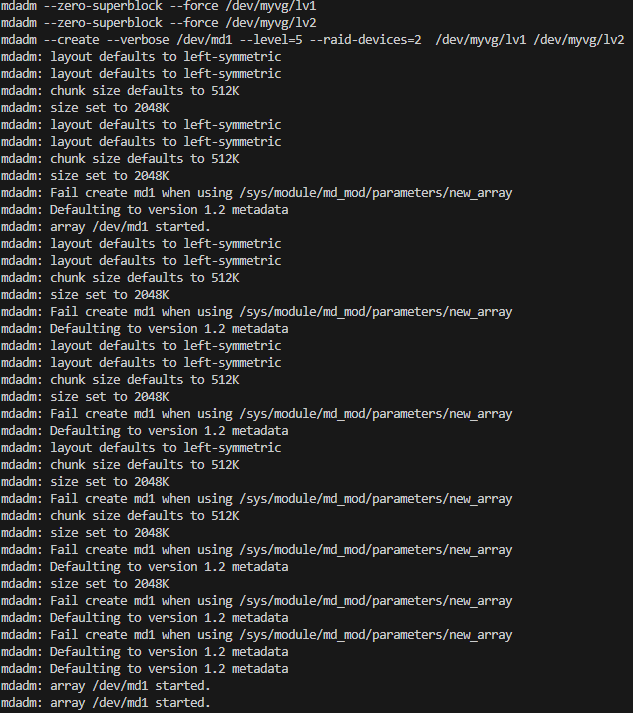 mdadm --zero-superblock --force /dev/myvg/lv1
mdadm --zero-superblock --force /dev/myvg/lv2
mdadm --create --verbose /dev/md1 --level=5 --raid-devices=2  /dev/myvg/lv1 /dev/myvg/lv2
mdadm: layout defaults to left-symmetric
mdadm: layout defaults to left-symmetric
mdadm: chunk size defaults to 512K
mdadm: size set to 2048K
mdadm: layout defaults to left-symmetric
mdadm: layout defaults to left-symmetric
mdadm: chunk size defaults to 512K
mdadm: size set to 2048K
mdadm: Fail create md1 when using /sys/module/md_mod/parameters/new_array
mdadm: Defaulting to version 1.2 metadata
mdadm: array /dev/md1 started.
mdadm: layout defaults to left-symmetric
mdadm: layout defaults to left-symmetric
mdadm: chunk size defaults to 512K
mdadm: size set to 2048K
mdadm: Fail create md1 when using /sys/module/md_mod/parameters/new_array
mdadm: Defaulting to version 1.2 metadata
mdadm: layout defaults to left-symmetric
mdadm: layout defaults to left-symmetric
mdadm: chunk size defaults to 512K
mdadm: size set to 2048K
mdadm: Fail create md1 when using /sys/module/md_mod/parameters/new_array
mdadm: Defaulting to version 1.2 metadata
mdadm: layout defaults to left-symmetric
mdadm: chunk size defaults to 512K
mdadm: size set to 2048K
mdadm: Fail create md1 when using /sys/module/md_mod/parameters/new_array
mdadm: chunk size defaults to 512K
mdadm: size set to 2048K
mdadm: Fail create md1 when using /sys/module/md_mod/parameters/new_array
mdadm: Defaulting to version 1.2 metadata
mdadm: size set to 2048K
mdadm: Fail create md1 when using /sys/module/md_mod/parameters/new_array
mdadm: Defaulting to version 1.2 metadata
mdadm: Fail create md1 when using /sys/module/md_mod/parameters/new_array
mdadm: Defaulting to version 1.2 metadata
mdadm: Defaulting to version 1.2 metadata
mdadm: array /dev/md1 started.
mdadm: array /dev/md1 started.